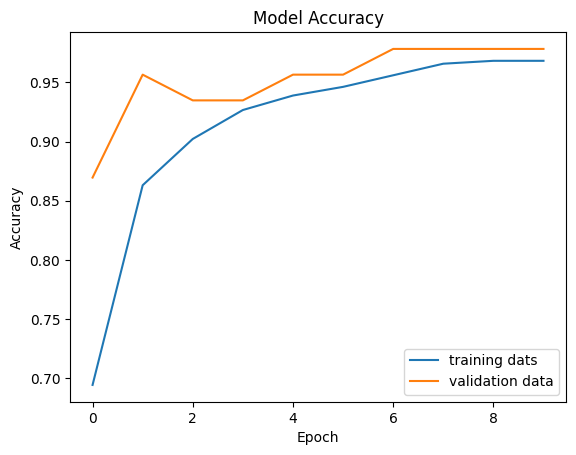 Model Accuracy
Accuracy
0.95
0.90
0.85
0.80
0.75
0.70
training dats
validation data
0 2 4 6 8
Epoch